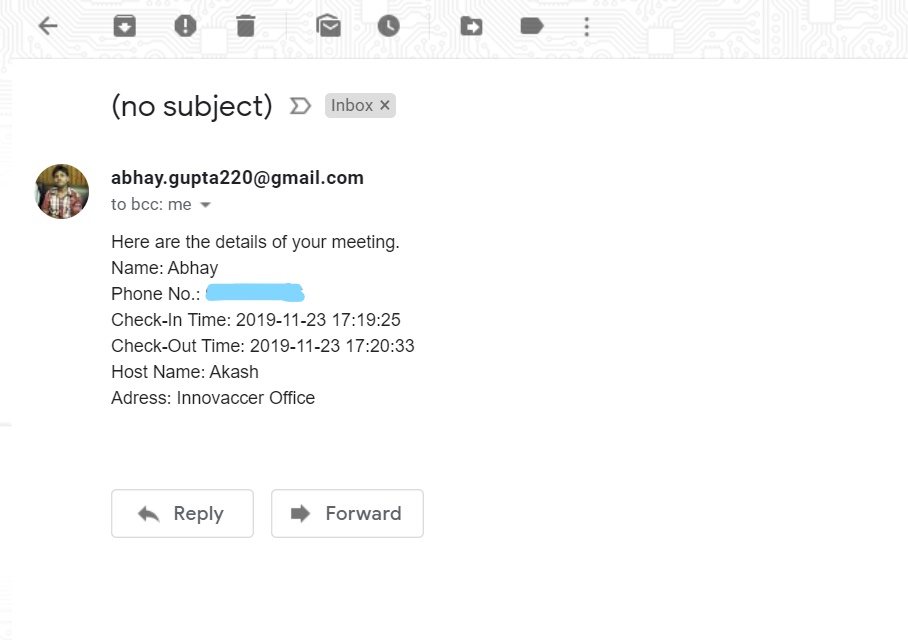 (no subject) Inbox ×
abhay.gupta220@gmail.com
to bcc: me
Here are the details of your meeting.
Name: Abhay
Phone No.:
Check-In Time: 2019-11-23 17:19:25
Check-Out Time: 2019-11-23 17:20:33
Host Name: Akash
Adress: Innovaccer Office
Reply Forward